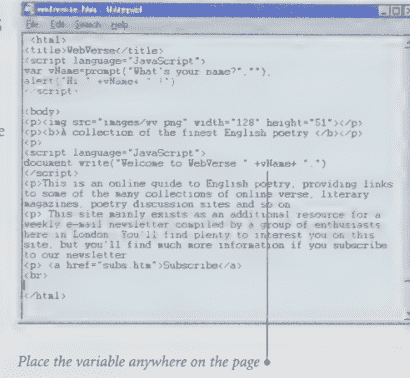 File Edit Search Help
<html>
<title>WebVerse</title>
<script language="JavaScript">
var vName=prompt("What's your name?","");
alert("Hi " +vName+ " !")
</script>
<body>
<p><img src="images/wv png" width="128" height="51"></p>
<p><b>A collection of the finest English poetry </b></p>
<p>
<script language="JavaScript">
document write("Welcome to WebVerse " +vName+ ".")
</script>
<p>This is an online guide to English poetry, providing links
to some of the many collections of online verse, literary
magazines, poetry discussion sites and so on
<p> This site mainly exists as an additional resource for a
weekly e-mail newsletter compiled by a group of enthusiasts
here in London You'll find plenty to interest you on this
site, but you'll find much more information if you subscribe
to our newsletter
<p> <a href="subs.htm">Subscribe</a>
<br>
</html>
Place the variable anywhere on the page